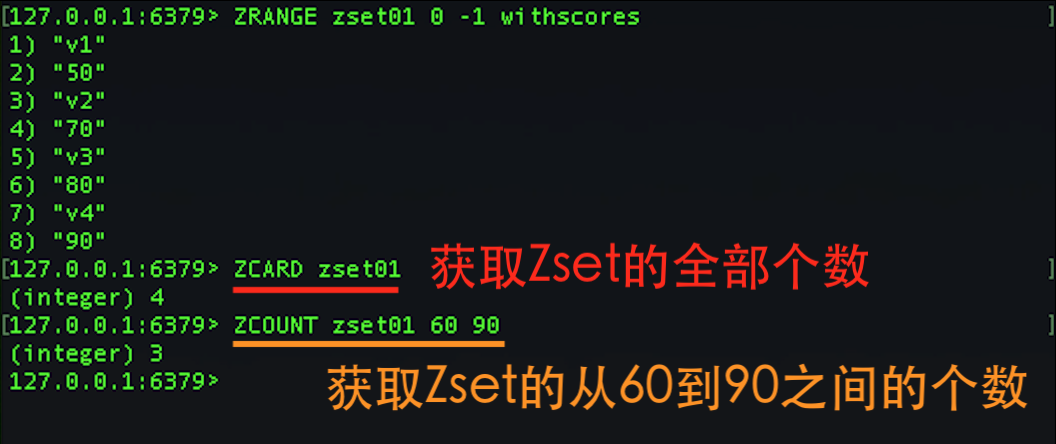 [127.0.0.1:6379> ZRANGE zset01 0 -1 withscores ]
1) "v1"
2) "50"
3) "v2"
4) "70"
5) "v3"
6) "80"
7) "v4"
8) "90"
[127.0.0.1:6379> ZCARD zset01 获取Zset的全部个数 ]
(integer) 4
[127.0.0.1:6379> ZCOUNT zset01 60 90 ]
(integer) 3
127.0.0.1:6379>
获取Zset的从60到90之间的个数